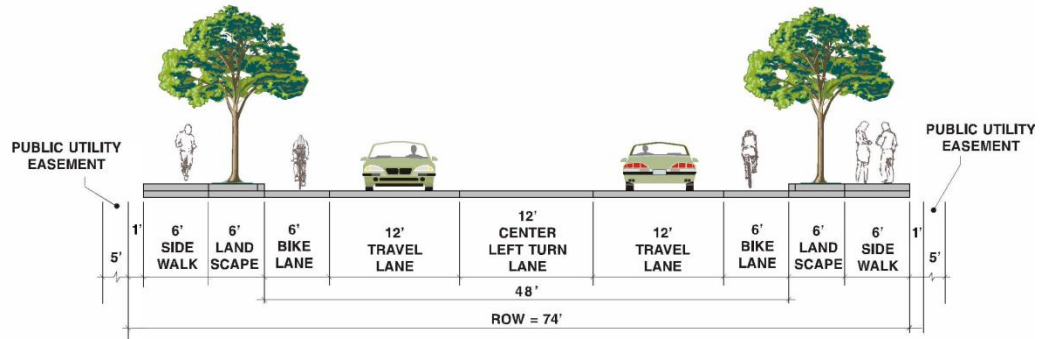 PUBLIC UTILITY
EASEMENT
PUBLIC UTILITY
EASEMENT
5'
1'
6'
SIDE
WALK
6'
LAND
SCAPE
6'
BIKE
LANE
12'
TRAVEL
LANE
12'
CENTER
LEFT TURN
LANE
12'
TRAVEL
LANE
6'
BIKE
LANE
6'
LAND
SCAPE
6'
SIDE
WALK
1'
5'
48'
ROW = 74'